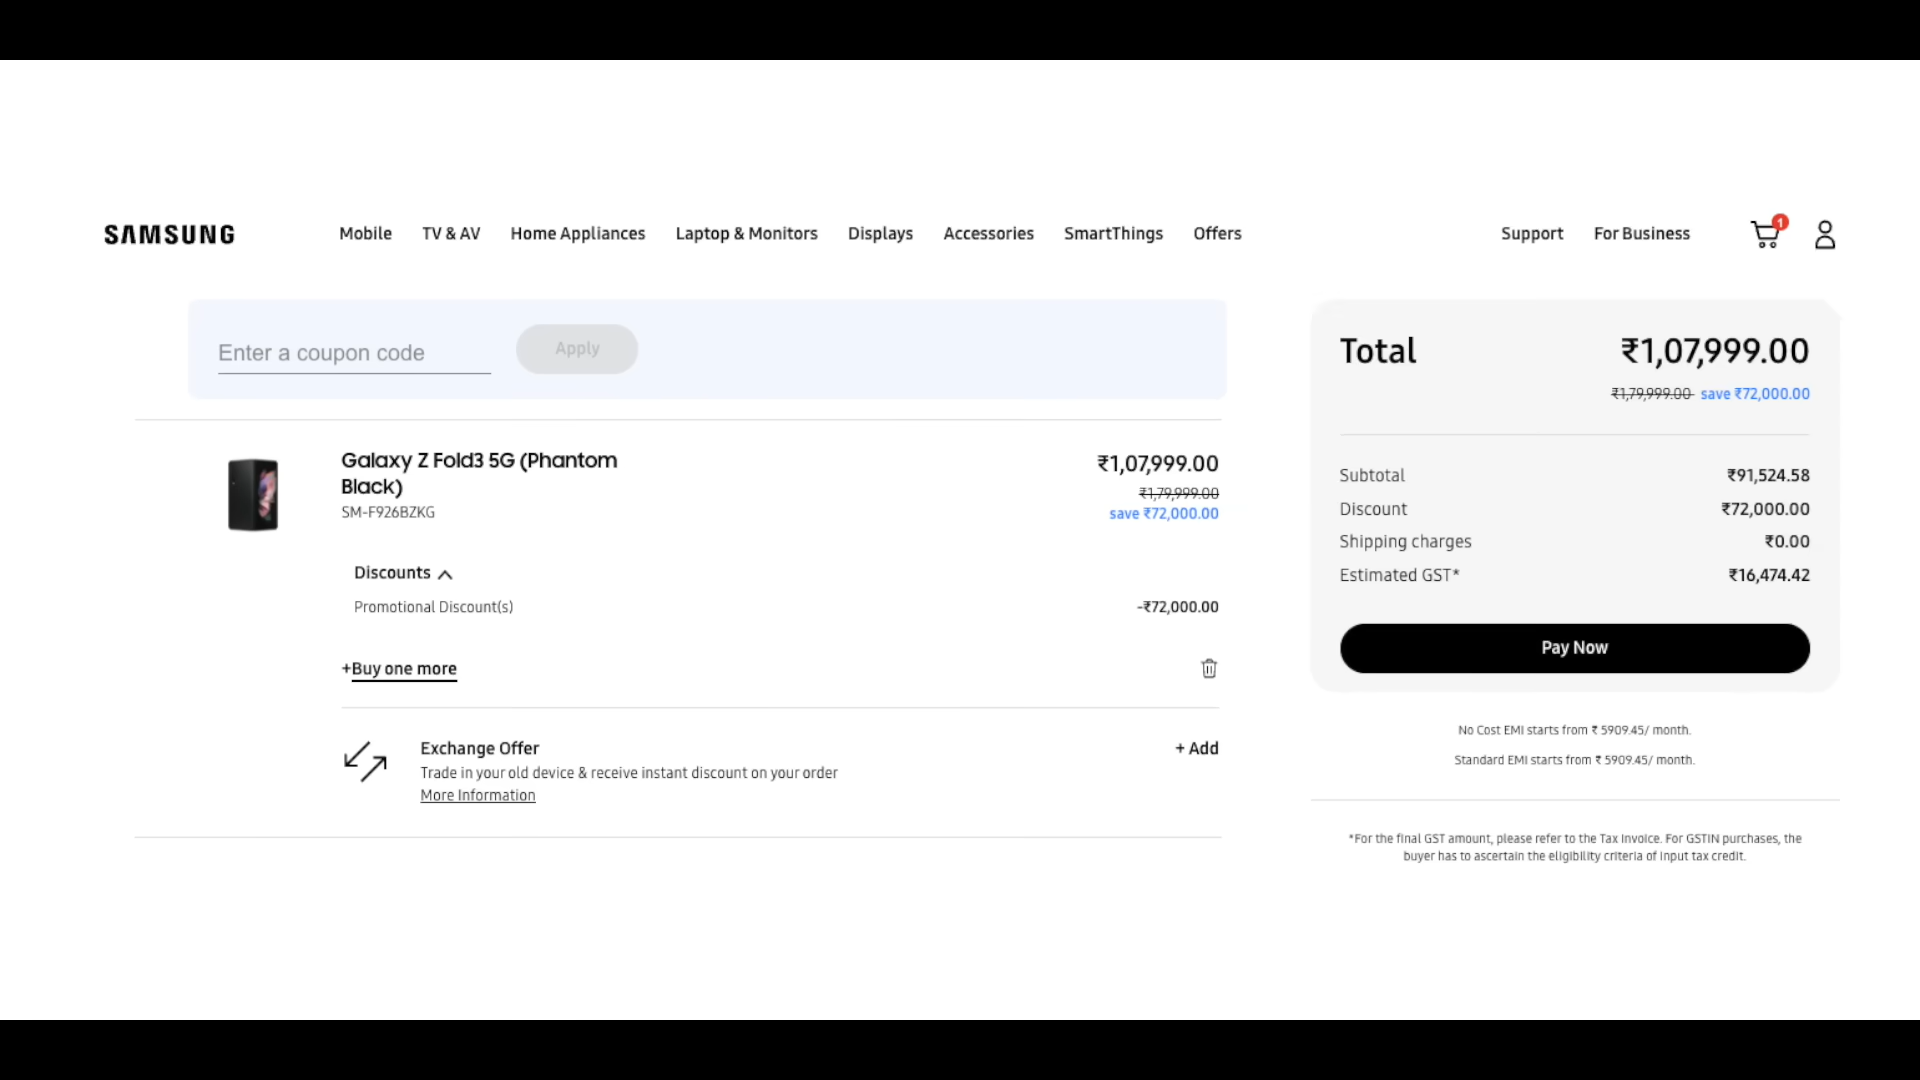 SAMSUNG
Mobile TV & AV Home Appliances Laptop & Monitors Displays Accessories SmartThings Offers Support For Business 1
Enter a coupon code Apply
Galaxy Z Fold3 5G (Phantom
Black)
SM-F926BZKG
₹1,07,999.00
₹1,79,999.00
save ₹72,000.00
Discounts
Promotional Discount(s) -₹72,000.00
+Buy one more
Exchange Offer + Add
Trade in your old device & receive instant discount on your order
More Information
Total ₹1,07,999.00
₹1,79,999.00 save ₹72,000.00
Subtotal ₹91,524.58
Discount ₹72,000.00
Shipping charges ₹0.00
Estimated GST* ₹16,474.42
Pay Now
No Cost EMI starts from ₹ 5909.45/ month.
Standard EMI starts from ₹ 5909.45/ month.
*For the final GST amount, please refer to the Tax Invoice. For GSTIN purchases, the
buyer has to ascertain the eligibility criteria of input tax credit.